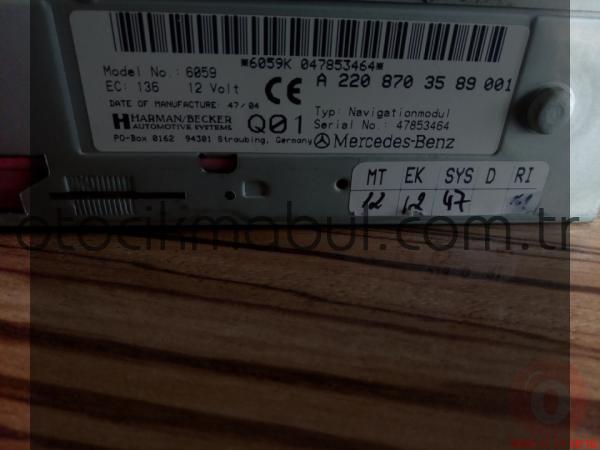 *6059K 047853464*
Model No.: 6059
EC: 136 12 Volt
CE
A 220 870 35 89 001
DATE OF MANUFACTURE: 47/04
HARMAN/BECKER
AUTOMOTIVE SYSTEMS
Q01
Typ: Navigationmodul
Serial No.: 47853464
PO-Box 0162 94301 Straubing, Germany
Mercedes-Benz
MT EK SYS D RI
12 12 47
otocikmabul.com.tr